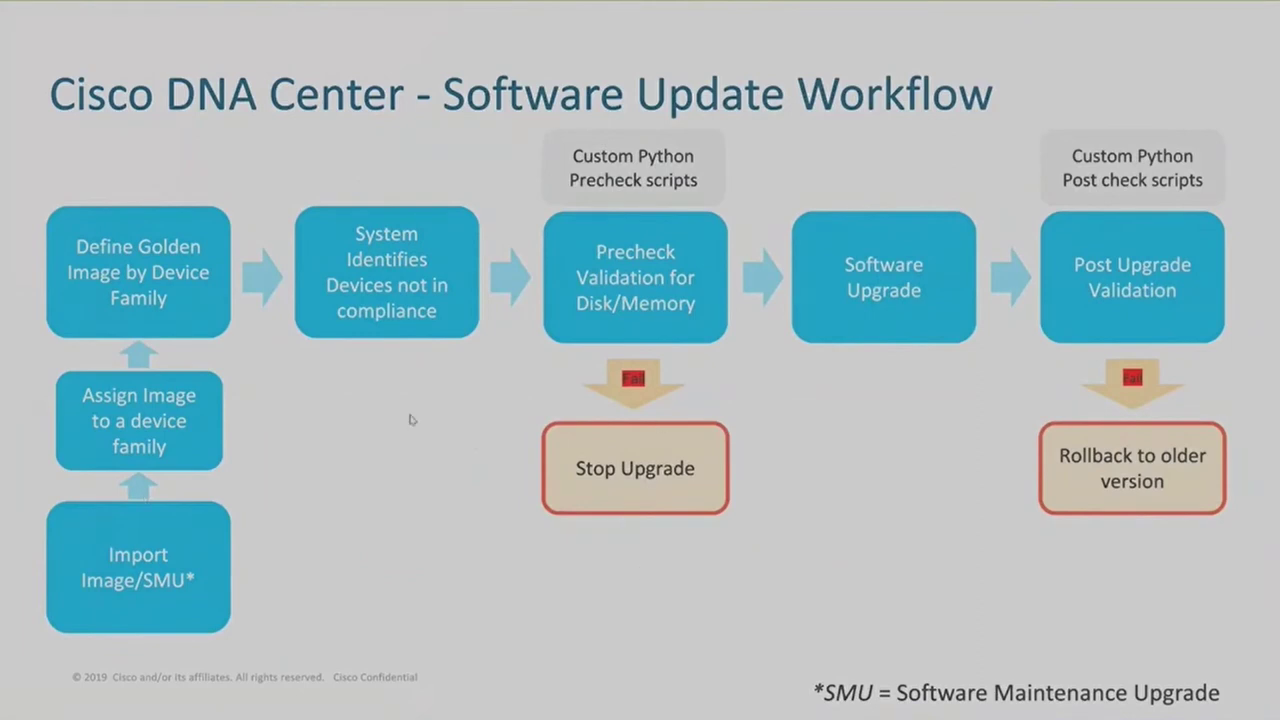 Cisco DNA Center - Software Update Workflow
Custom Python
Precheck scripts
Custom Python
Post check scripts
Define Golden
Image by Device
Family
System
Identifies
Devices not in
compliance
Precheck
Validation for
Disk/Memory
Software
Upgrade
Post Upgrade
Validation
Fail
Fail
Assign Image
to a device
family
Stop Upgrade
Rollback to older
version
Import
Image/SMU*
© 2019 Cisco and/or its affiliates. All rights reserved. Cisco Confidential
*SMU = Software Maintenance Upgrade